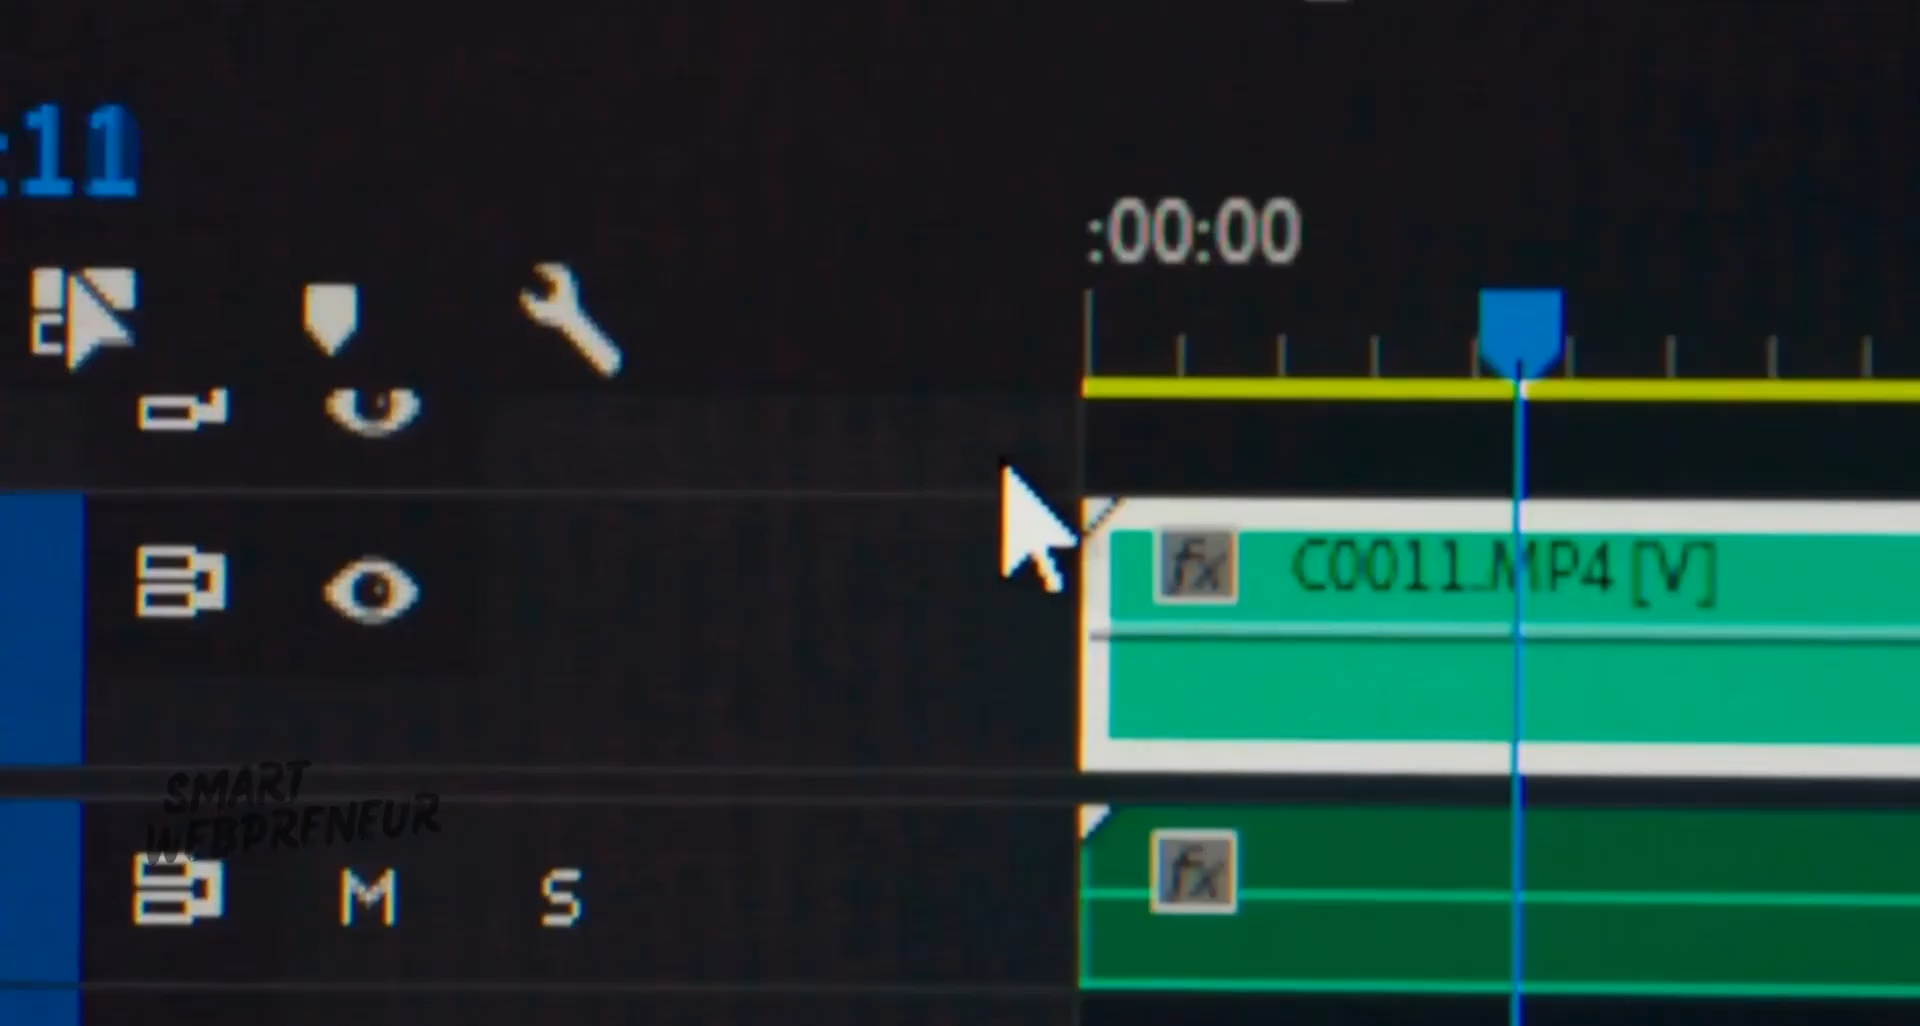 :11
:00:00
fx C0011.MP4 [V]
SMART
WEBPRENEUR
fx
M S